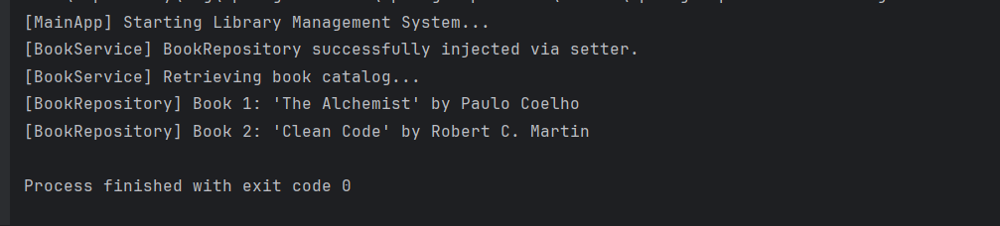 [MainApp] Starting Library Management System...
[BookService] BookRepository successfully injected via setter.
[BookService] Retrieving book catalog...
[BookRepository] Book 1: 'The Alchemist' by Paulo Coelho
[BookRepository] Book 2: 'Clean Code' by Robert C. Martin
Process finished with exit code 0